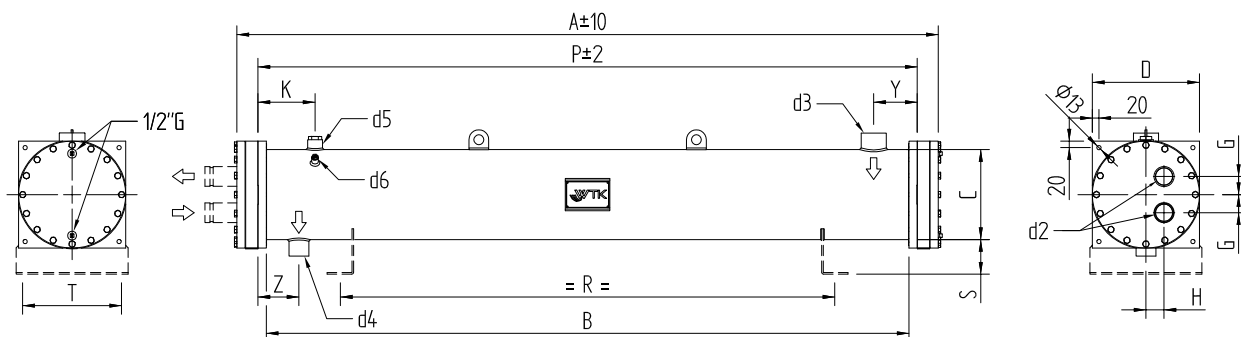 A±10
P±2
K
Y
d3
d5
d6
1/2"G
WTK
C
D
Ø13
20
20
G
G
d2
T
Z
d4
= R =
S
H
B